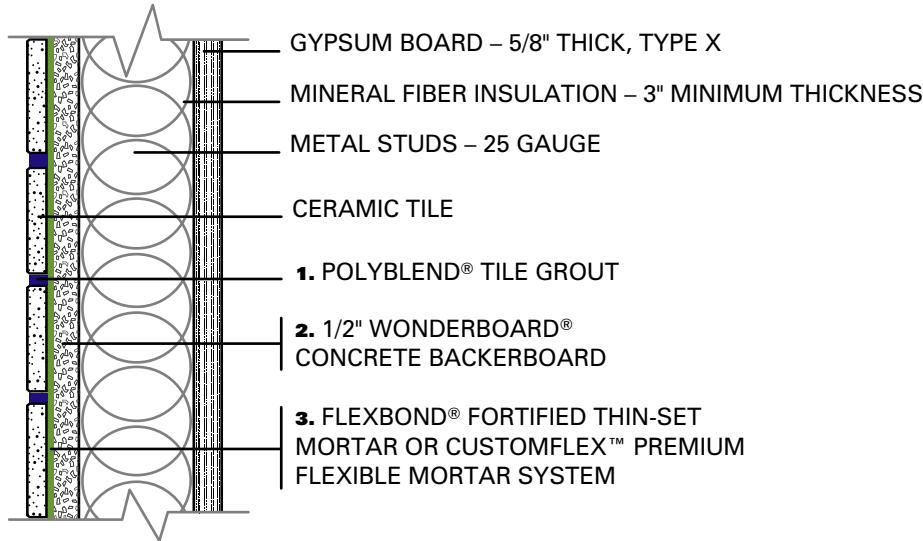 GYPSUM BOARD – 5/8" THICK, TYPE X
MINERAL FIBER INSULATION – 3" MINIMUM THICKNESS
METAL STUDS – 25 GAUGE
CERAMIC TILE
1. POLYBLEND® TILE GROUT
2. 1/2" WONDERBOARD®
CONCRETE BACKERBOARD
3. FLEXBOND® FORTIFIED THIN-SET
MORTAR OR CUSTOMFLEX™ PREMIUM
FLEXIBLE MORTAR SYSTEM